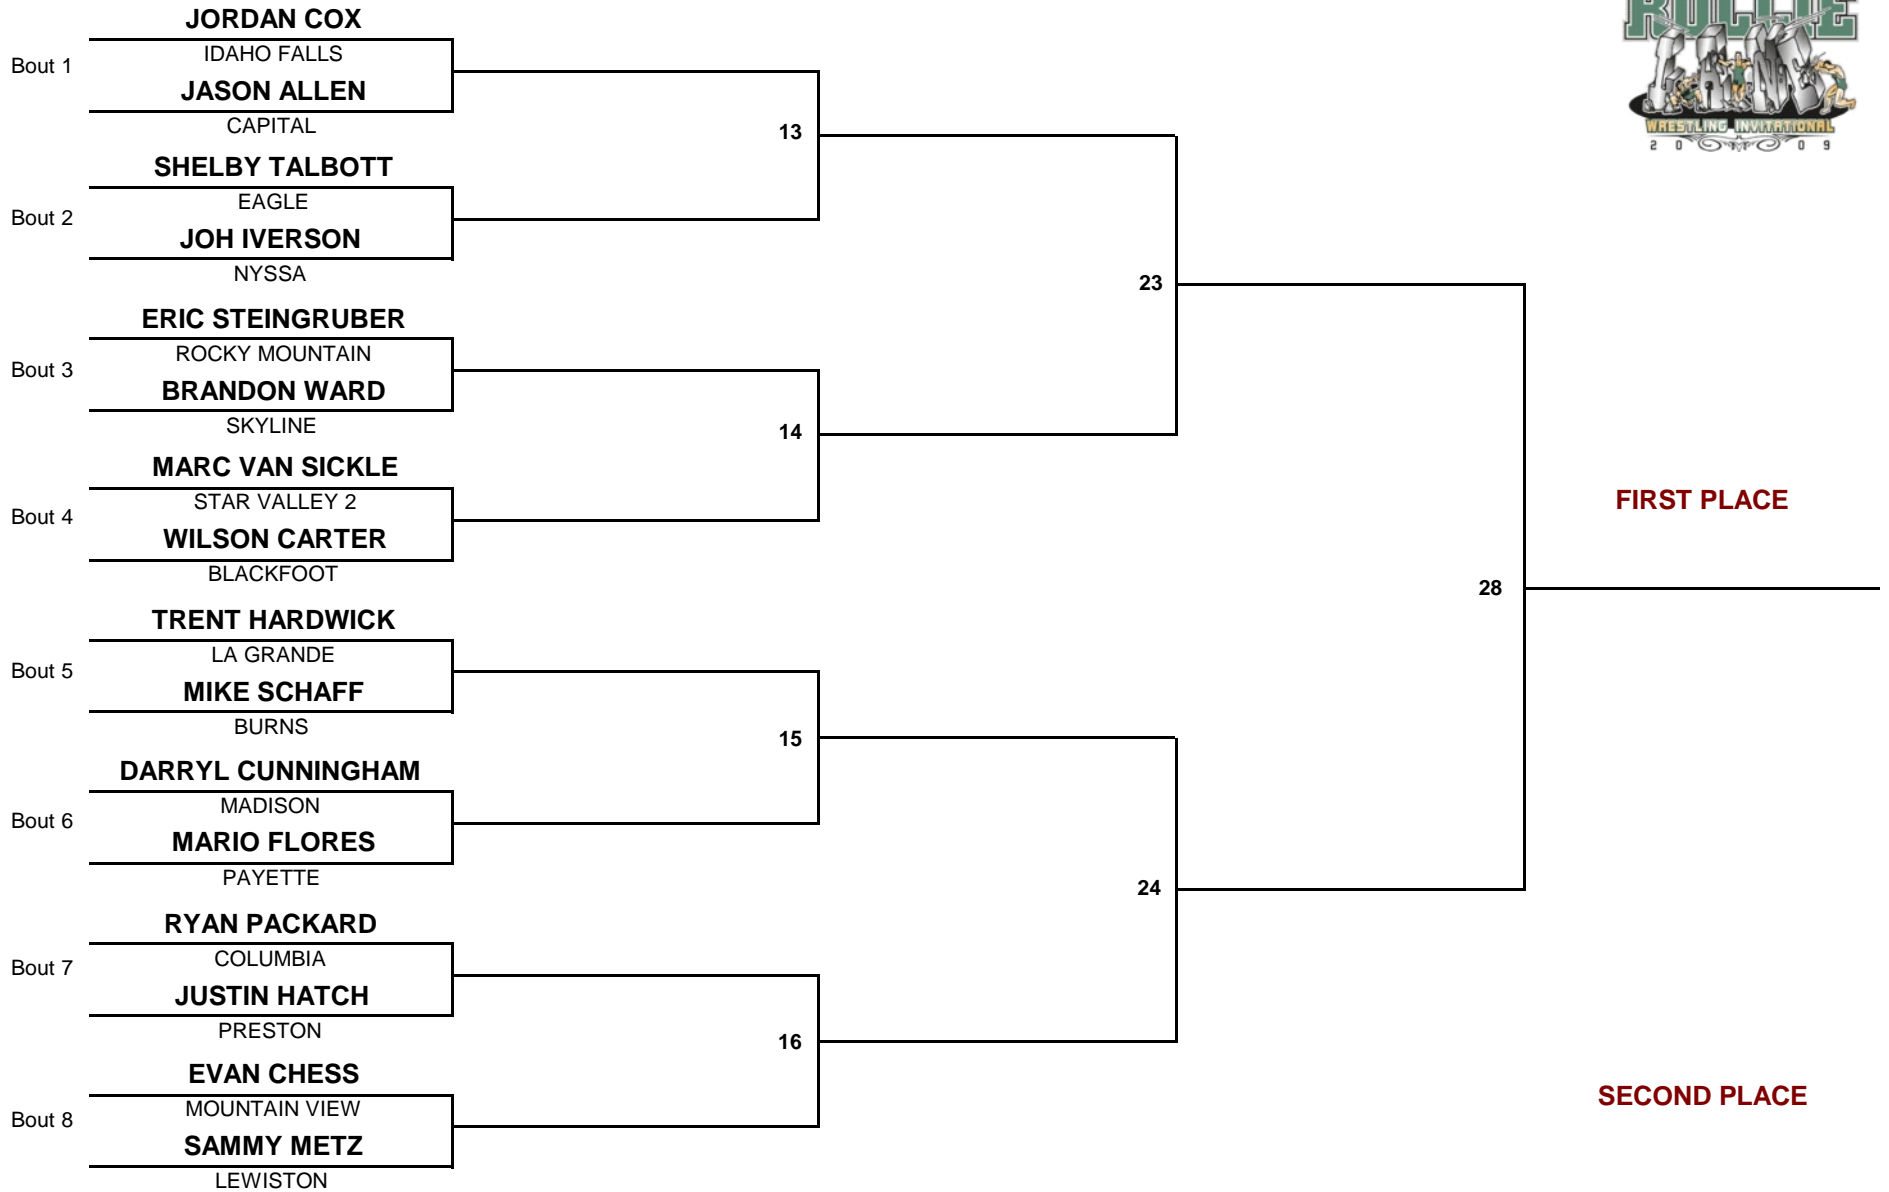 ROLLIE
LANE
WRESTLING INVITATIONAL
20 09
JORDAN COX
Bout 1
IDAHO FALLS
JASON ALLEN
CAPITAL
13
SHELBY TALBOTT
Bout 2
EAGLE
JOH IVERSON
NYSSA
23
ERIC STEINGRUBER
Bout 3
ROCKY MOUNTAIN
BRANDON WARD
SKYLINE
14
MARC VAN SICKLE
Bout 4
STAR VALLEY 2
WILSON CARTER
BLACKFOOT
FIRST PLACE
28
TRENT HARDWICK
Bout 5
LA GRANDE
MIKE SCHAFF
BURNS
15
DARRYL CUNNINGHAM
Bout 6
MADISON
MARIO FLORES
PAYETTE
24
RYAN PACKARD
Bout 7
COLUMBIA
JUSTIN HATCH
PRESTON
16
EVAN CHESS
Bout 8
MOUNTAIN VIEW
SAMMY METZ
LEWISTON
SECOND PLACE